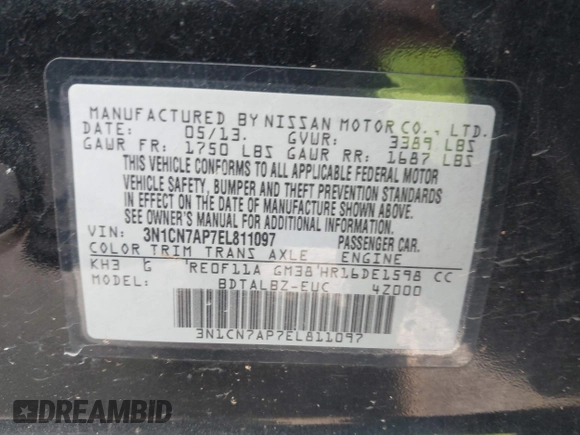 MANUFACTURED BY NISSAN MOTOR CO., LTD.
DATE: 05/13. GVWR: 3389 LBS
GAWR FR: 1750 LBS GAWR RR: 1687 LBS
THIS VEHICLE CONFORMS TO ALL APPLICABLE FEDERAL MOTOR
VEHICLE SAFETY, BUMPER AND THEFT PREVENTION STANDARDS
IN EFFECT ON THE DATE OF MANUFACTURE SHOWN ABOVE.
SEE OWNER'S MANUAL FOR ADDITIONAL INFORMATION.
VIN: 3N1CN7AP7EL811097 PASSENGER CAR.
COLOR TRIM TRANS AXLE ENGINE
KH3 G RE0F11A GM38 HR16DE1598 CC
MODEL: BDTALBZ-EUC 4Z000
3N1CN7AP7EL811097
DREAMBID